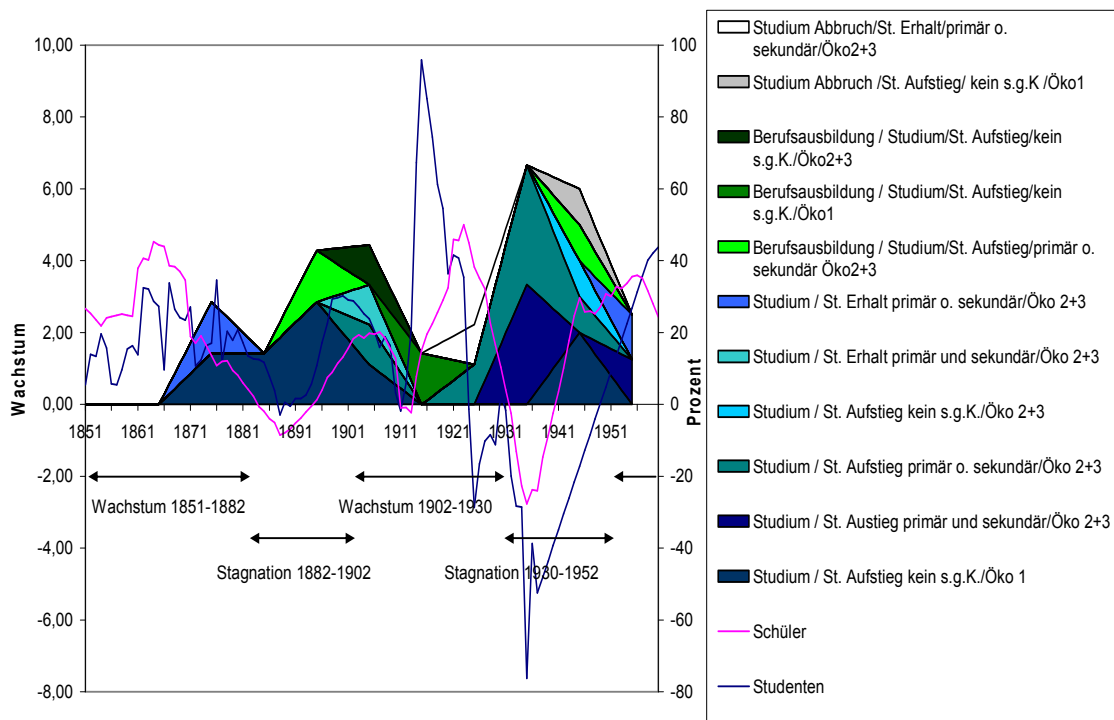 10,00
8,00
6,00
4,00
2,00
0,00
-2,00
-4,00
-6,00
-8,00
Wachstum
1851 1861 1871 1881 1891 1901 1911 1921 1931 1941 1951
Wachstum 1851-1882
Wachstum 1902-1930
Stagnation 1882-1902
Stagnation 1930-1952
100
80
60
40
20
0
-20
-40
-60
-80
Prozent
Studium Abbruch/St. Erhalt/primär o.
sekundär/Öko2+3
Studium Abbruch /St. Aufstieg/ kein s.g.K /Öko1
Berufsausbildung / Studium/St. Aufstieg/kein
s.g.K./Öko2+3
Berufsausbildung / Studium/St. Aufstieg/kein
s.g.K./Öko1
Berufsausbildung / Studium/St. Aufstieg/primär o.
sekundär Öko2+3
Studium / St. Erhalt primär o. sekundär/Öko 2+3
Studium / St. Erhalt primär und sekundär/Öko 2+3
Studium / St. Aufstieg kein s.g.K./Öko 2+3
Studium / St. Aufstieg primär o. sekundär/Öko 2+3
Studium / St. Austieg primär und sekundär/Öko 2+3
Studium / St. Aufstieg kein s.g.K./Öko 1
Schüler
Studenten